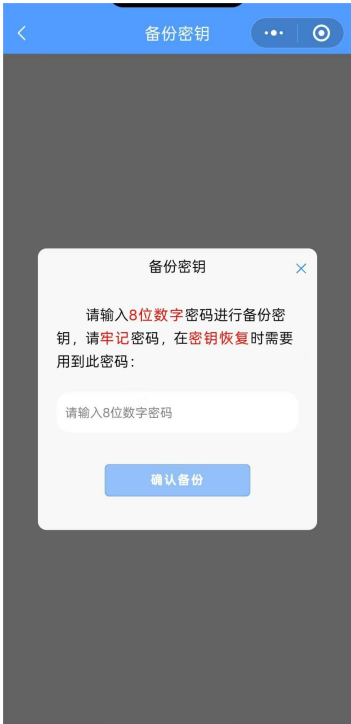 备份密钥
备份密钥
请输入8位数字密码进行备份密
钥，请牢记密码，在密钥恢复时需要
用到此密码：
请输入8位数字密码
确认备份